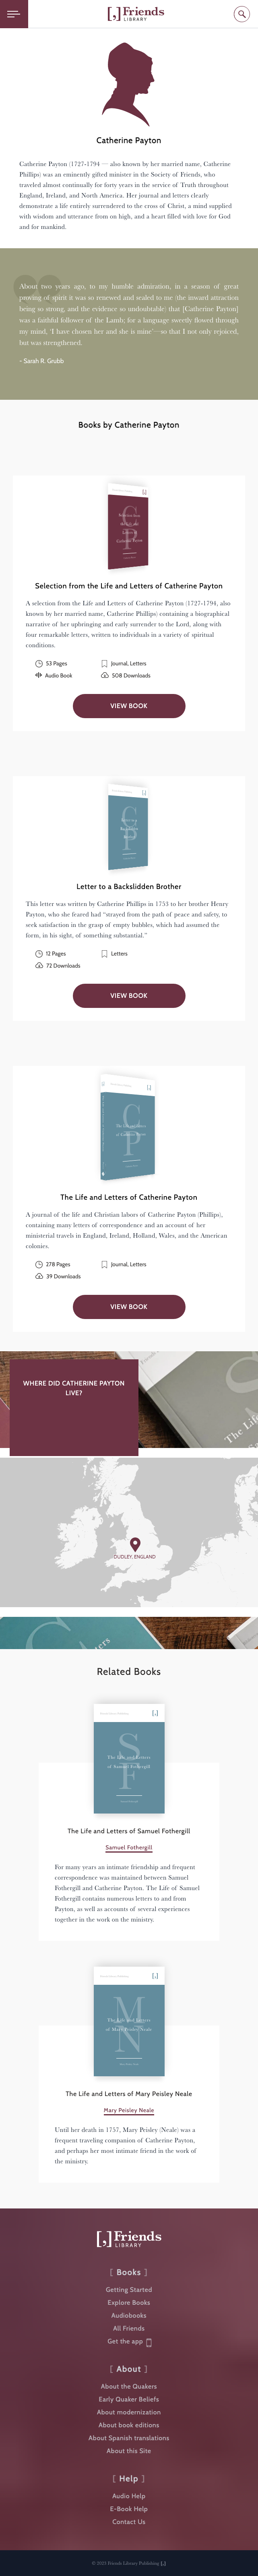 Friends
LIBRARY
Catherine Payton
Catherine Payton (1727-1794 — also known by her married name, Catherine
Phillips) was an eminently gifted minister in the Society of Friends, who
traveled almost continually for forty years in the service of Truth throughout
England, Ireland, and North America. Her journal and letters clearly
demonstrate a life entirely surrendered to the cross of Christ, a mind supplied
with wisdom and utterance from on high, and a heart filled with love for God
and for mankind.
About two years ago, to my humble admiration, in a season of great
proving of spirit it was so renewed and sealed to me (the inward attraction
being so strong, and the evidence so undoubtedly) that [Catherine Payton]
was a faithful follower of the Lamb; for a language sweetly flowed through
my mind, 'I have chosen her and she is mine'—so that I not only rejoiced,
but was strengthened.
- Sarah R. Grubb
Books by Catherine Payton
Selection from the Life and Letters of Catherine Payton
A selection from the Life and Letters of Catherine Payton (1727-1794, also
known by her married name, Catherine Phillips) containing a biographical
narrative of her upbringing and early surrender to the Lord, along with
four remarkable letters, written to individuals in a variety of spiritual
conditions.
53 Pages
Journal, Letters
Audio Book
508 Downloads
VIEW BOOK
Letter to a Backslidden Brother
This letter was written by Catherine Phillips in 1753 to her brother Henry
Payton, who she feared had “strayed from the path of peace and safety, to
seek satisfaction in the grasp of empty bubbles, which had assumed the
form, in his sight, of something substantial.”
12 Pages
Letters
72 Downloads
VIEW BOOK
The Life and Letters of Catherine Payton
A journal of the life and Christian labors of Catherine Payton (Phillips),
containing many letters of correspondence and an account of her
ministerial travels in England, Ireland, Holland, Wales, and the American
colonies.
278 Pages
Journal, Letters
39 Downloads
VIEW BOOK
WHERE DID CATHERINE PAYTON
LIVE?
DUDLEY, ENGLAND
Related Books
The Life and Letters
of Samuel Fothergill
The Life and Letters of Samuel Fothergill
Samuel Fothergill
For many years an intimate friendship and frequent
correspondence was maintained between Samuel
Fothergill and Catherine Payton. The Life of Samuel
Fothergill contains numerous letters to and from
Payton, as well as accounts of several experiences
together in the work on the ministry.
The Life and Letters
of Mary Peisley Neale
The Life and Letters of Mary Peisley Neale
Mary Peisley Neale
Until her death in 1757, Mary Peisley (Neale) was a
frequent traveling companion of Catherine Payton,
and perhaps her most intimate friend in the work of
the ministry.
Friends
LIBRARY
[ Books ]
Getting Started
Explore Books
Audiobooks
All Friends
Get the app
[ About ]
About the Quakers
Early Quaker Beliefs
About modernization
About book editions
About Spanish translations
About this Site
[ Help ]
Audio Help
E-Book Help
Contact Us
© 2023 Friends Library Publishing